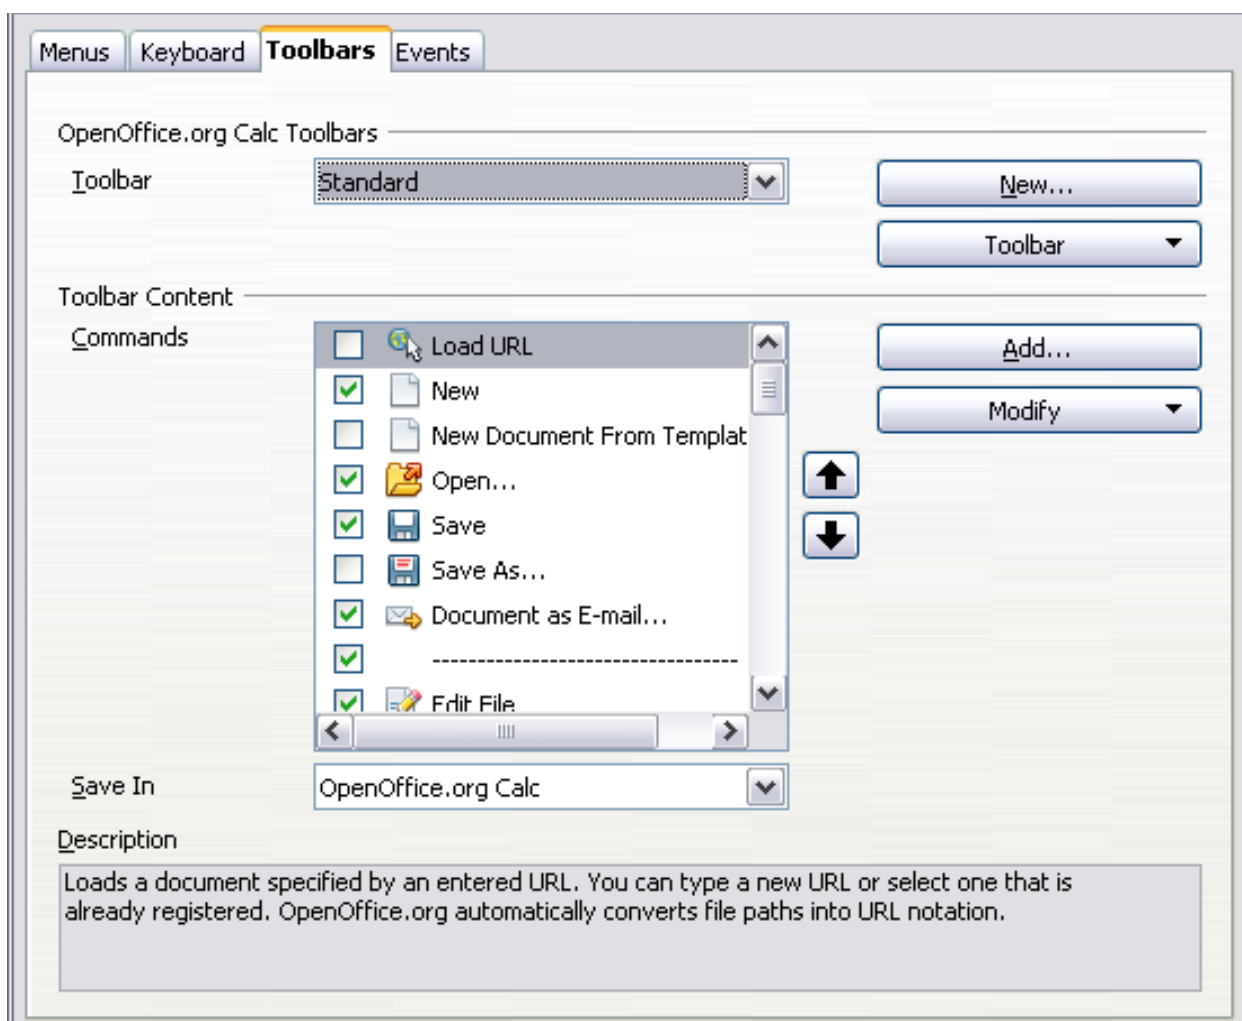 Menus Keyboard Toolbars Events
OpenOffice.org Calc Toolbars
Toolbar Standard New...
Toolbar
Toolbar Content
Commands Load URL Add...
New
Modify
New Document From Templat
Open...
Save
Save As...
Document as E-mail...
----------------------------------
Edit File
Save In OpenOffice.org Calc
Description
Loads a document specified by an entered URL. You can type a new URL or select one that is
already registered. OpenOffice.org automatically converts file paths into URL notation.